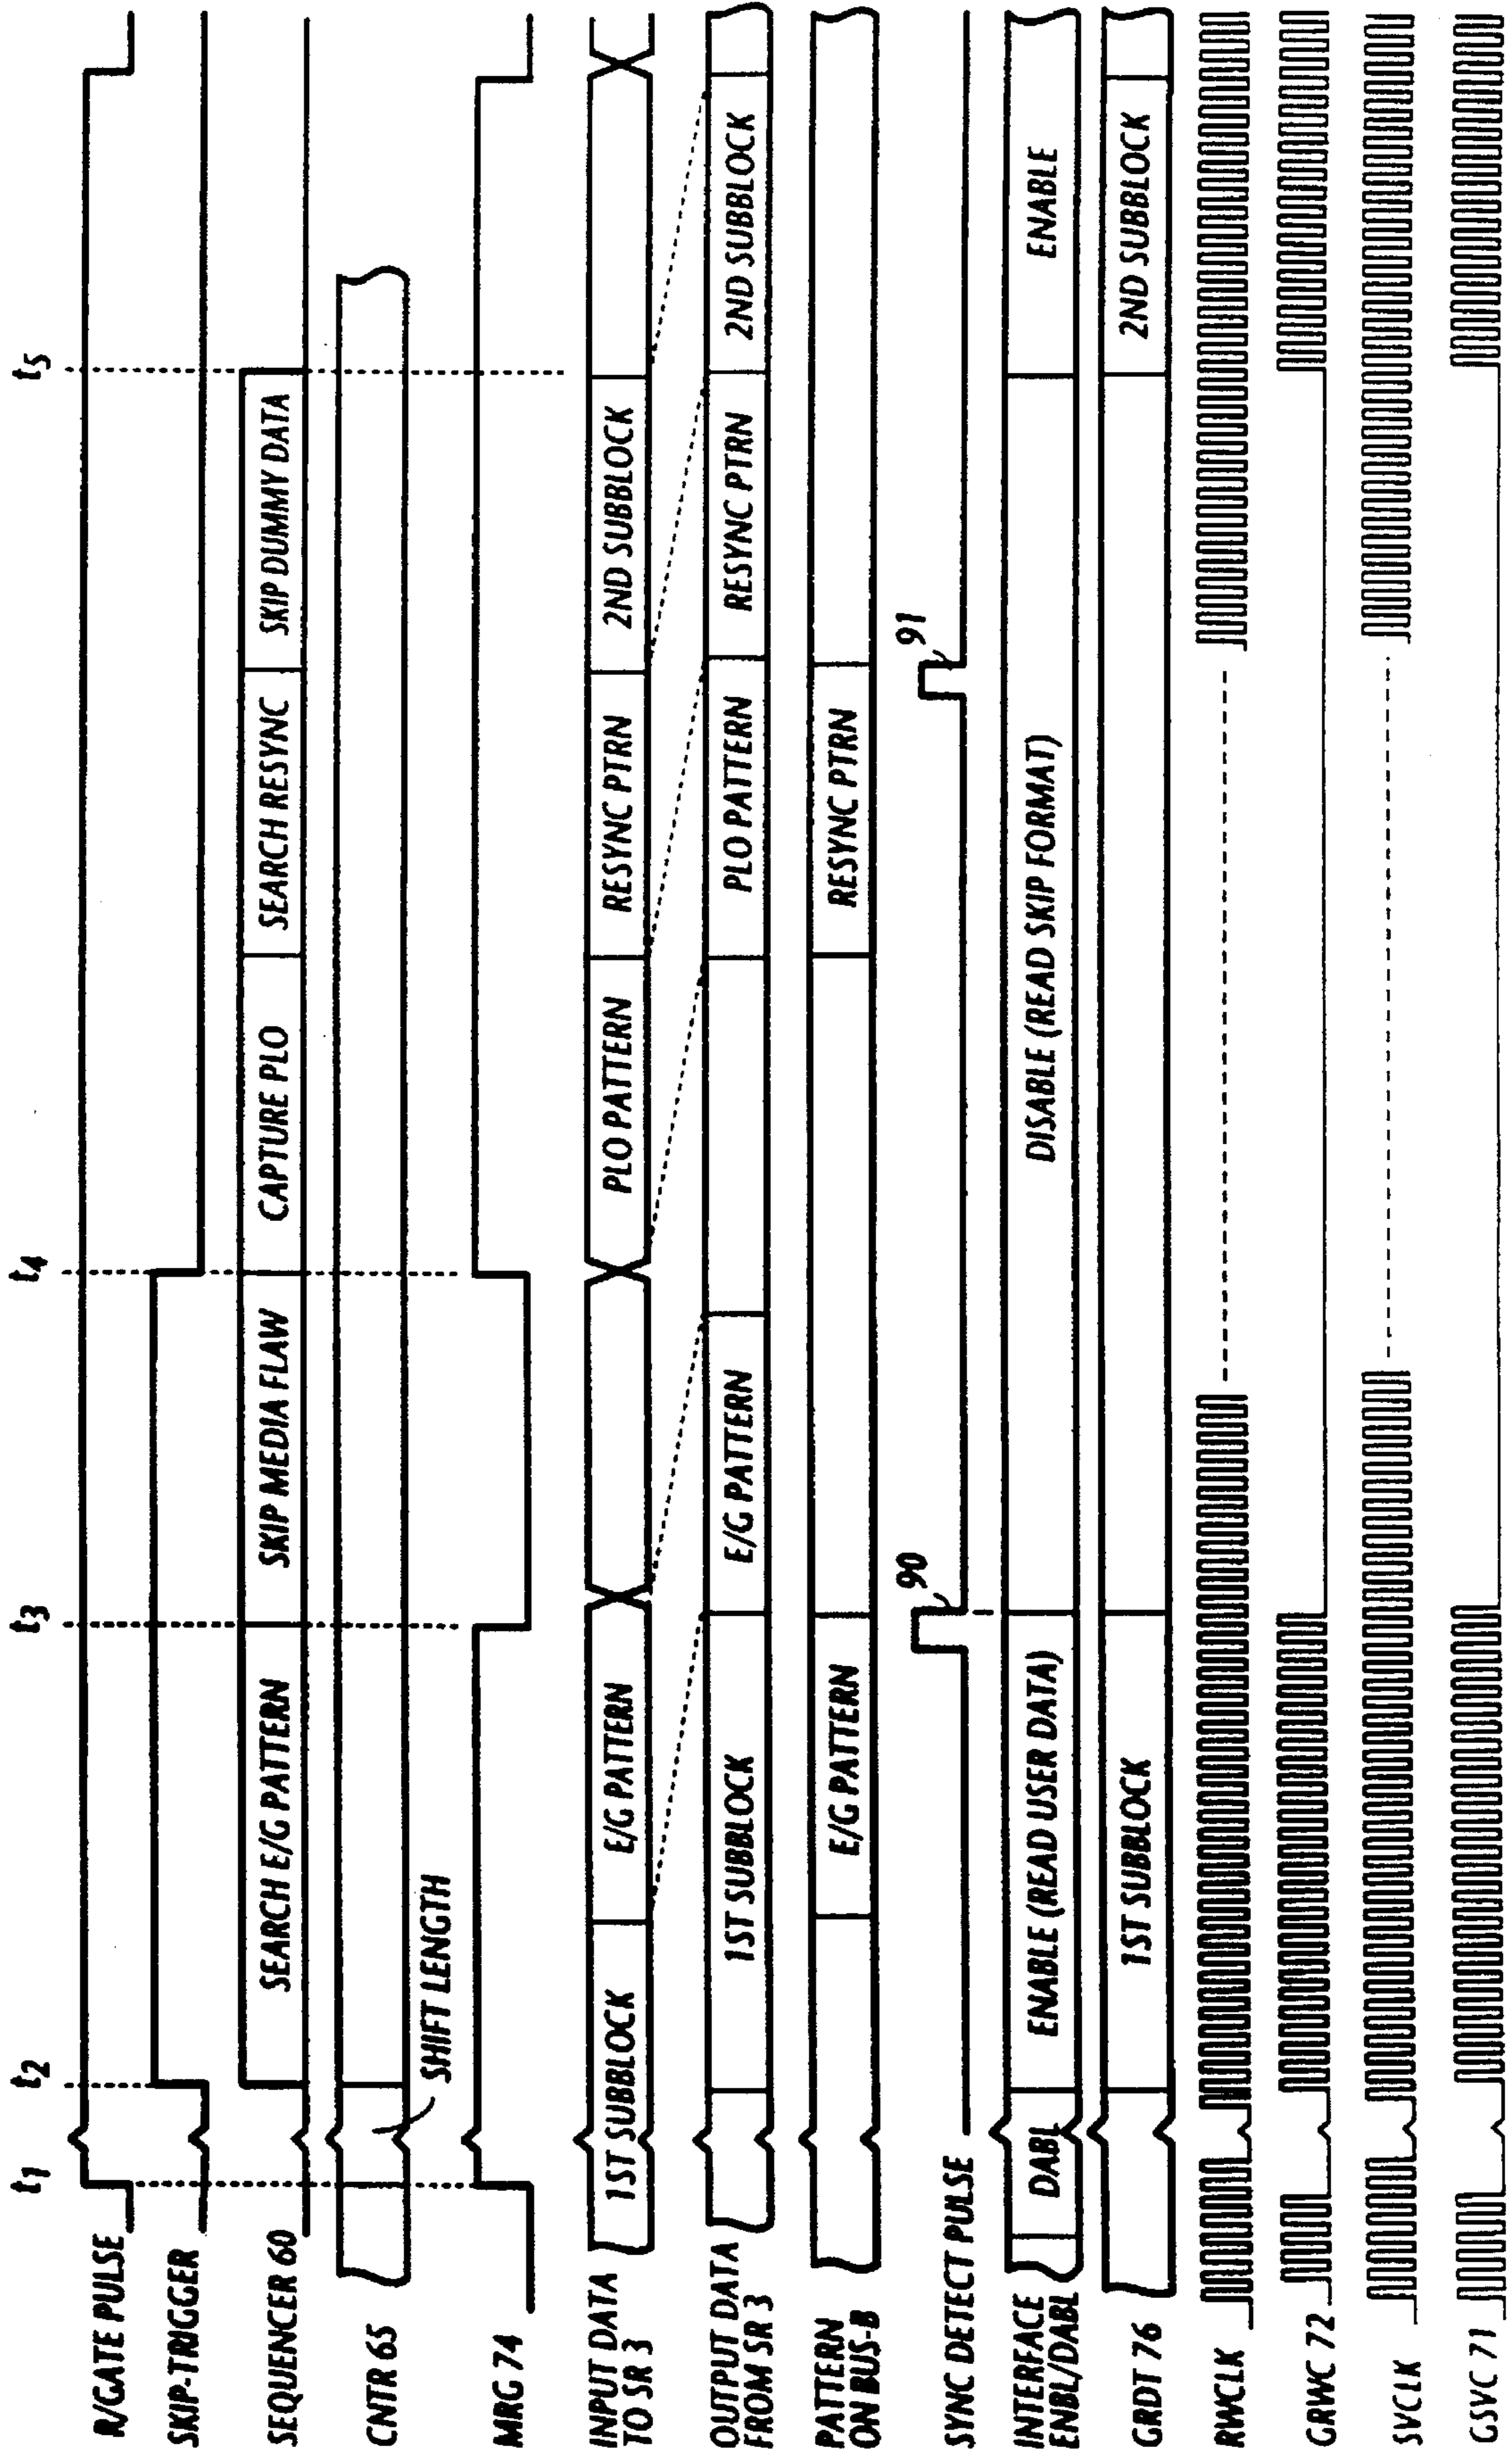 t1 t2 t3 t4 t5
R/GATE PULSE
SKIP-TRIGGER
SEQUENCER 60 SEARCH E/G PATTERN SKIP MEDIA FLAW CAPTURE PLO SEARCH RESYNC SKIP DUMMY DATA
CNTR 65
SHIFT LENGTH
MRG 74
INPUT DATA
TO SR 3
1ST SUBBLOCK E/G PATTERN PLO PATTERN RESYNC PTRN 2ND SUBBLOCK
OUTPUT DATA
FROM SR 3
1ST SUBBLOCK E/G PATTERN PLO PATTERN RESYNC PTRN 2ND SUBBLOCK
PATTERN
ON BUS-B
E/G PATTERN RESYNC PTRN
90 91
SYNC DETECT PULSE
INTERFACE
ENBL/DABL
DABL ENABLE (READ USER DATA) DISABLE (READ SKIP FORMAT) ENABLE
GRDT 76 1ST SUBBLOCK 2ND SUBBLOCK
RWCLK
GRWC 72
SVCLK
GSVC 71